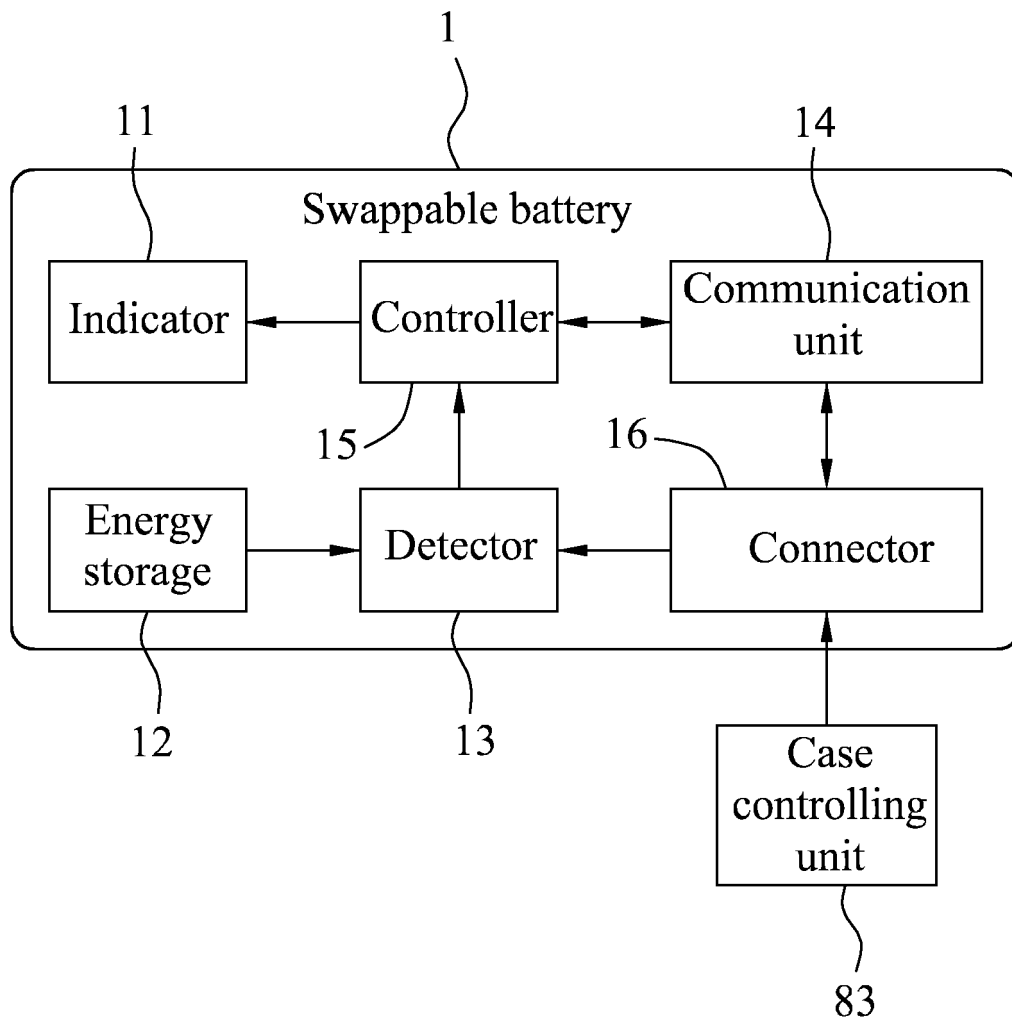 1
11
14
Swappable battery
Indicator
Controller
Communication
unit
15
16
Energy
storage
Detector
Connector
12
13
Case
controlling
unit
83